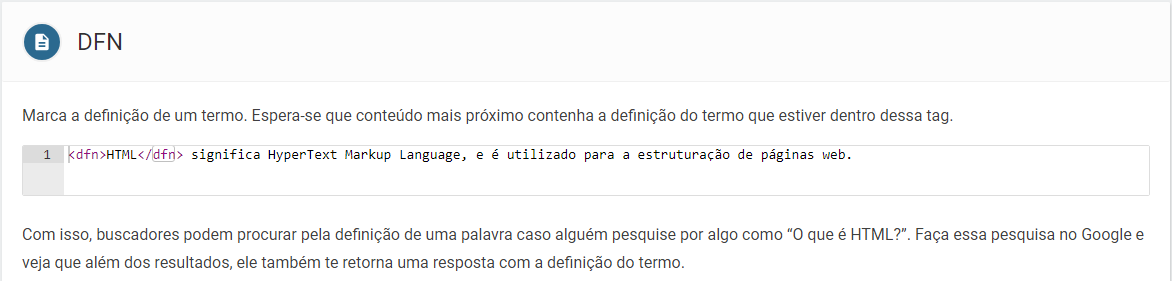 DFN
Marca a definição de um termo. Espera-se que conteúdo mais próximo contenha a definição do termo que estiver dentro dessa tag.
1 <dfn>HTML</dfn> significa HyperText Markup Language, e é utilizado para a estruturação de páginas web.
Com isso, buscadores podem procurar pela definição de uma palavra caso alguém pesquise por algo como “O que é HTML?”. Faça essa pesquisa no Google e
veja que além dos resultados, ele também te retorna uma resposta com a definição do termo.